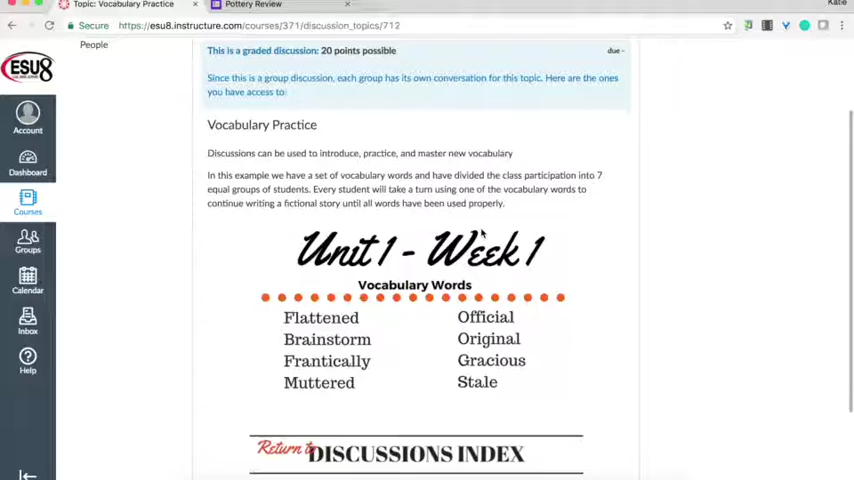 Topic: Vocabulary Practice
Pottery Review
Katie
Secure
https://esu8.instructure.com/courses/371/discussion_topics/712
People
ESU8
Account
Dashboard
Courses
Groups
Calendar
Inbox
Help
This is a graded discussion: 20 points possible
due -
Since this is a group discussion, each group has its own conversation for this topic. Here are the ones
you have access to:
Vocabulary Practice
Discussions can be used to introduce, practice, and master new vocabulary
In this example we have a set of vocabulary words and have divided the class participation into 7
equal groups of students. Every student will take a turn using one of the vocabulary words to
continue writing a fictional story until all words have been used properly.
Unit 1 - Week 1
Vocabulary Words
Flattened
Brainstorm
Frantically
Muttered
Official
Original
Gracious
Stale
Return to DISCUSSIONS INDEX